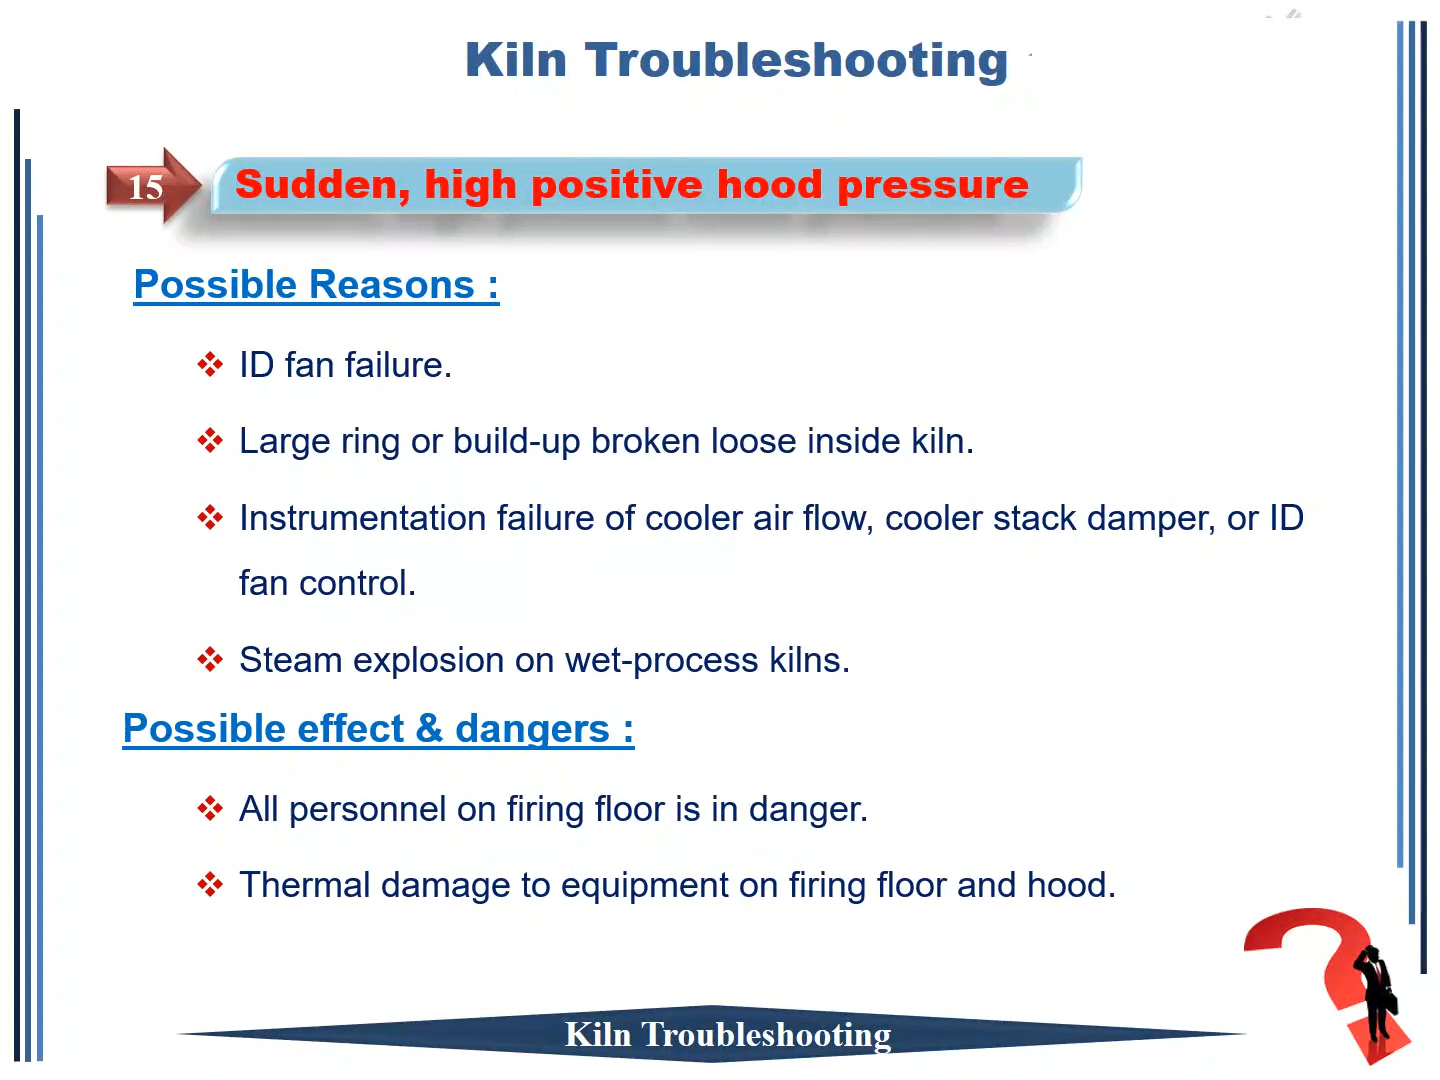 Kiln Troubleshooting
15
Sudden, high positive hood pressure
Possible Reasons :
ID fan failure.
Large ring or build-up broken loose inside kiln.
Instrumentation failure of cooler air flow, cooler stack damper, or ID
fan control.
Steam explosion on wet-process kilns.
Possible effect & dangers :
All personnel on firing floor is in danger.
Thermal damage to equipment on firing floor and hood.
Kiln Troubleshooting